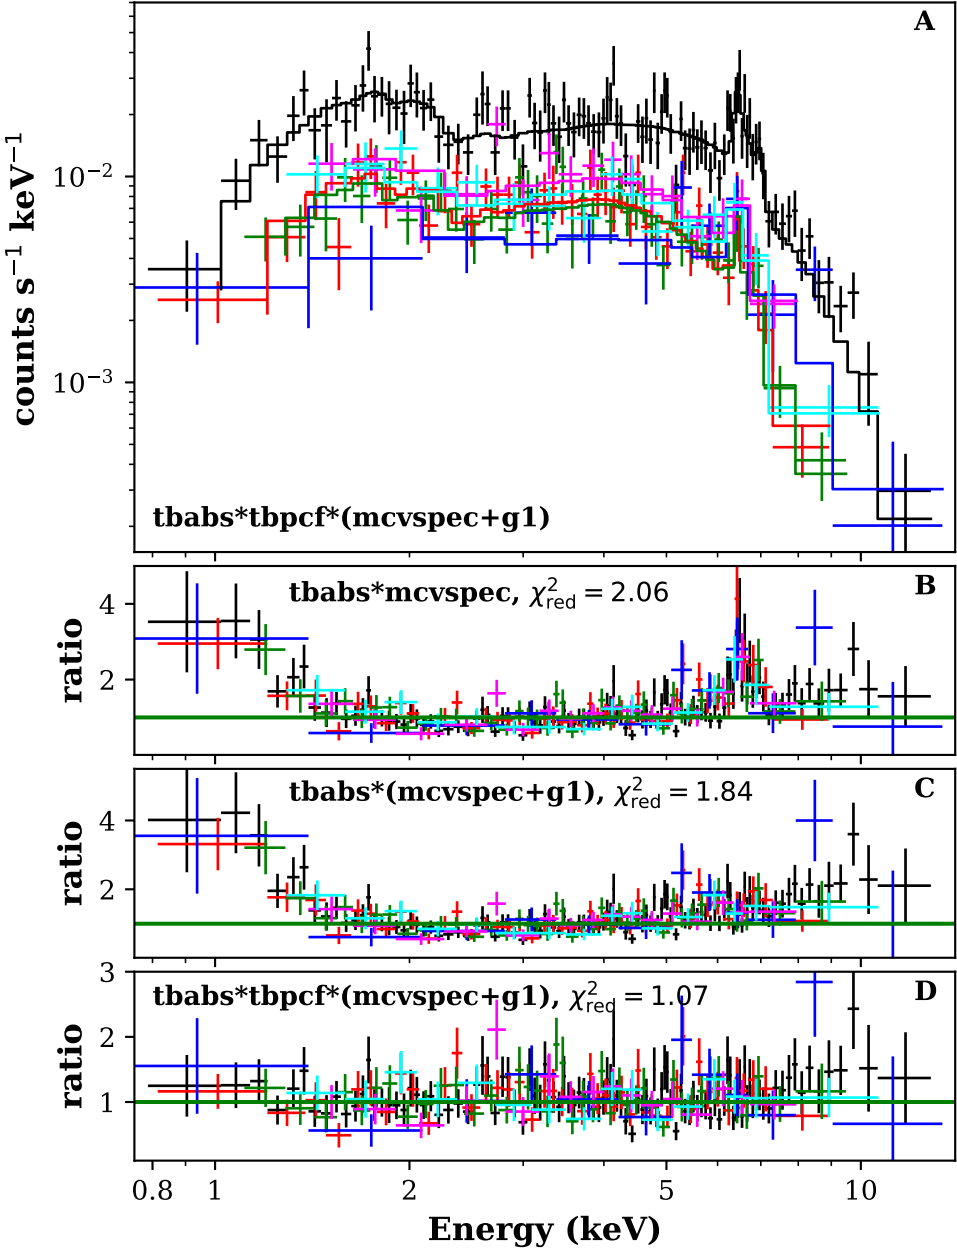 A
counts s⁻¹ keV⁻¹
10⁻²
10⁻³
tbabs*tbpcf*(mcvspec+g1)
B
tbabs*mcvspec, χ²red = 2.06
ratio
4
2
C
tbabs*(mcvspec+g1), χ²red = 1.84
ratio
4
2
D
tbabs*tbpcf*(mcvspec+g1), χ²red = 1.07
ratio
3
2
1
0.8 1 2 5 10
Energy (keV)